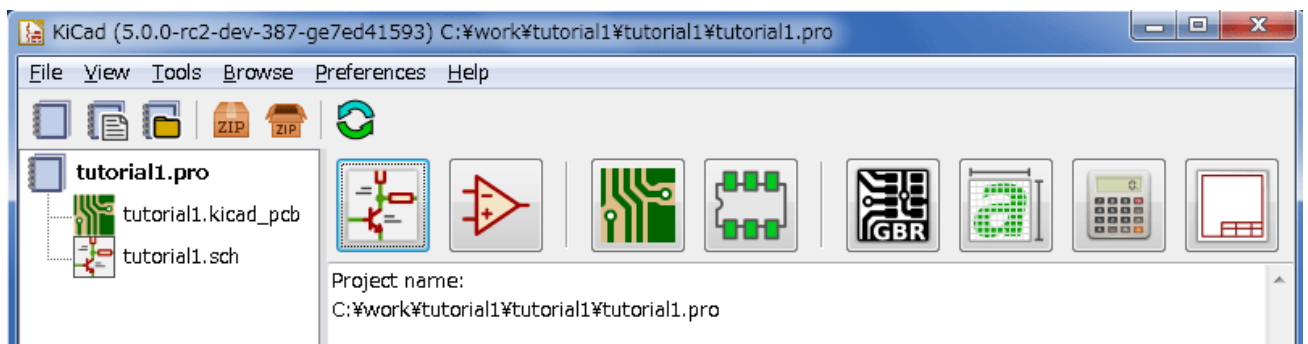 KiCad (5.0.0-rc2-dev-387-ge7ed41593) C:¥work¥tutorial1¥tutorial1¥tutorial1.pro
File View Tools Browse Preferences Help
ZIP ZIP
tutorial1.pro
tutorial1.kicad_pcb
tutorial1.sch
GBR a 0.
Project name:
C:¥work¥tutorial1¥tutorial1¥tutorial1.pro